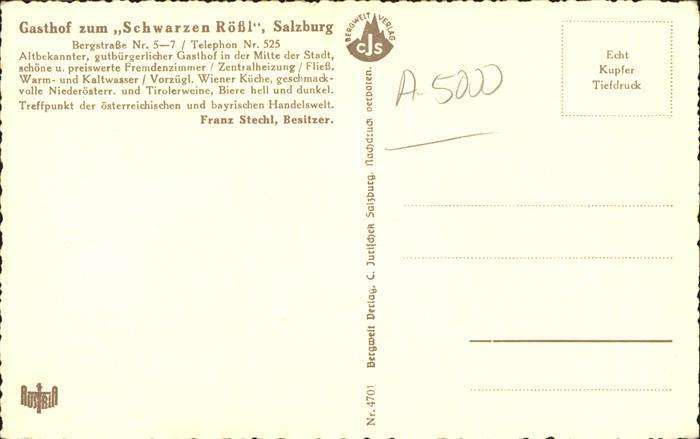 Gasthof zum „Schwarzen Rößl“, Salzburg
Bergstraße Nr. 5—7 / Telephon Nr. 525
Altbekannter, gutbürgerlicher Gasthof in der Mitte der Stadt,
schöne u. preiswerte Fremdenzimmer / Zentralheizung / Fließ.
Warm- und Kaltwasser / Vorzügl. Wiener Küche, geschmack-
volle Niederösterr. und Tirolerweine, Biere hell und dunkel.
Treffpunkt der österreichischen und bayrischen Handelswelt.
Franz Stechl, Besitzer.
AUSTRIA
BERGWELT VERLAG
CJS
Nr. 4701 Bergwelt Verlag, C. Jurischek Salzburg. Nachdruck verboten.
A-5000
Echt
Kupfer
Tiefdruck